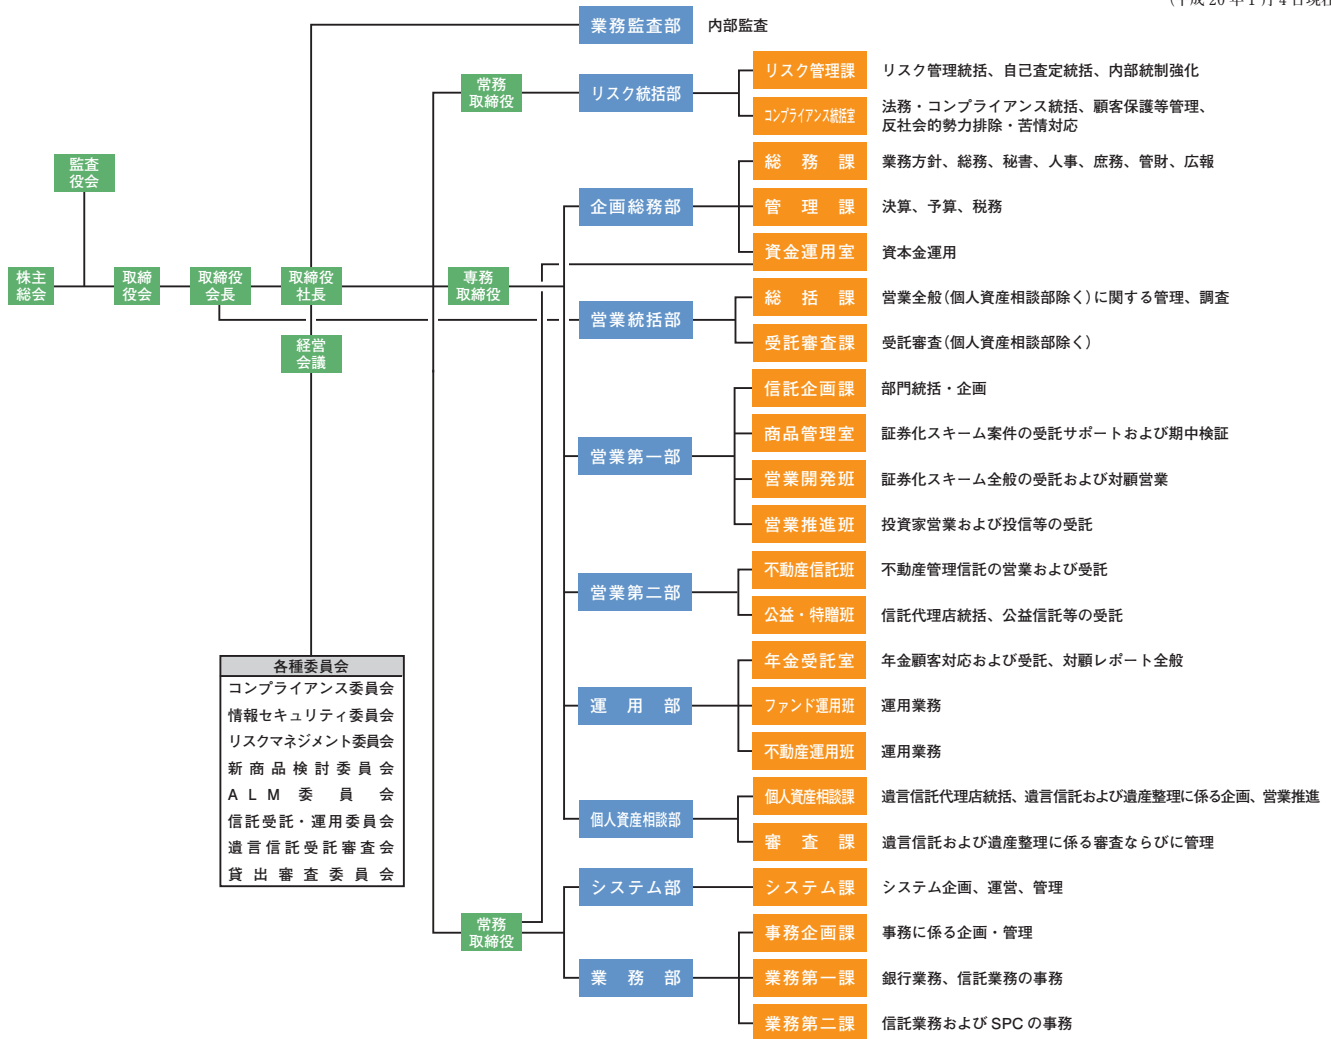 業務監査部 内部監査
常務
取締役
リスク統括部
リスク管理課 リスク管理統括、自己査定統括、内部統制強化
コンプライアンス統括室 法務・コンプライアンス統括、顧客保護等管理、
反社会的勢力排除・苦情対応
監査
役会
企画総務部
総務課 業務方針、総務、秘書、人事、庶務、管財、広報
管理課 決算、予算、税務
資金運用室 資本金運用
株主
総会
取締
役会
取締役
会長
取締役
社長
専務
取締役
経営
会議
営業統括部
総括課 営業全般(個人資産相談部除く)に関する管理、調査
受託審査課 受託審査(個人資産相談部除く)
営業第一部
信託企画課 部門統括・企画
商品管理室 証券化スキーム案件の受託サポートおよび期中検証
営業開発班 証券化スキーム全般の受託および対顧営業
営業推進班 投資家営業および投信等の受託
営業第二部
不動産信託班 不動産管理信託の営業および受託
公益・特贈班 信託代理店統括、公益信託等の受託
運用部
年金受託室 年金顧客対応および受託、対顧レポート全般
ファンド運用班 運用業務
不動産運用班 運用業務
個人資産相談部
個人資産相談課 遺言信託代理店統括、遺言信託および遺産整理に係る企画、営業推進
審査課 遺言信託および遺産整理に係る審査ならびに管理
各種委員会
コンプライアンス委員会
情報セキュリティ委員会
リスクマネジメント委員会
新商品検討委員会
ALM委員会
信託受託・運用委員会
遺言信託受託審査会
貸出審査委員会
常務
取締役
システム部
システム課 システム企画、運営、管理
業務部
事務企画課 事務に係る企画・管理
業務第一課 銀行業務、信託業務の事務
業務第二課 信託業務およびSPCの事務